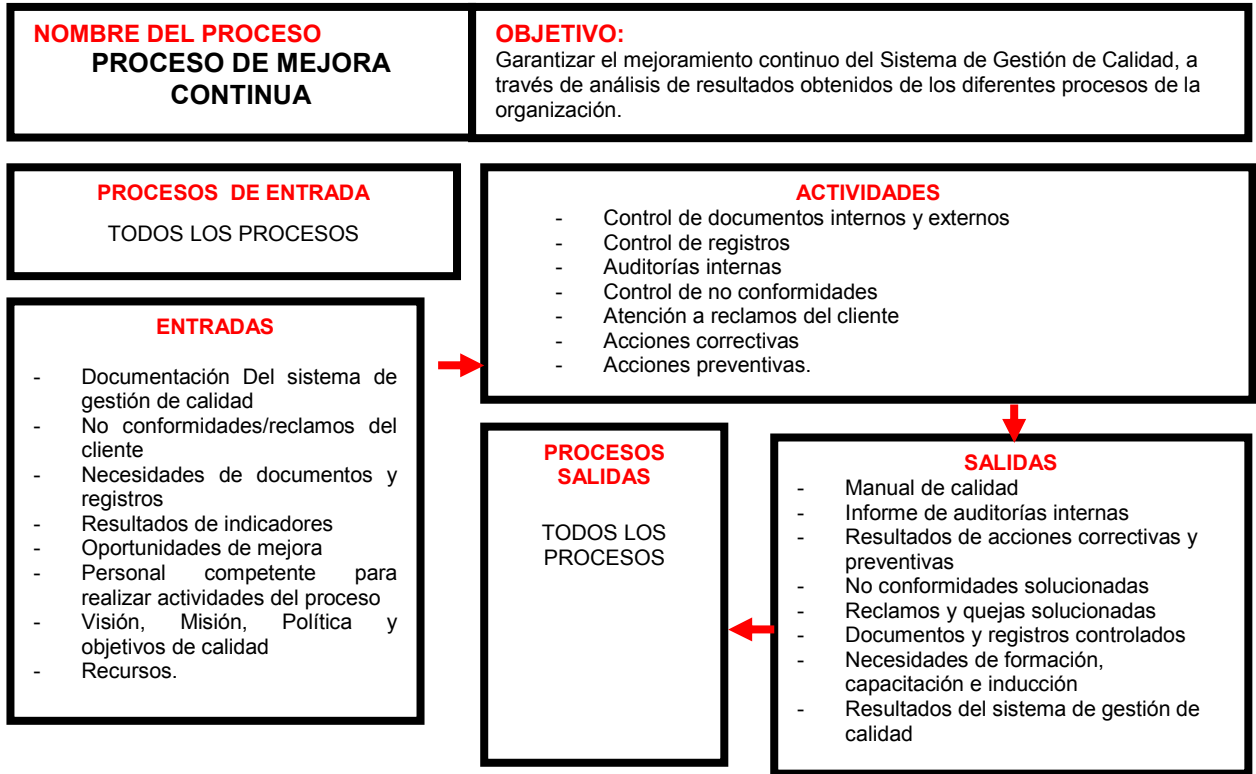 NOMBRE DEL PROCESO
PROCESO DE MEJORA
CONTINUA
OBJETIVO:
Garantizar el mejoramiento continuo del Sistema de Gestión de Calidad, a
través de análisis de resultados obtenidos de los diferentes procesos de la
organización.
PROCESOS DE ENTRADA
TODOS LOS PROCESOS
ENTRADAS
- Documentación Del sistema de
gestión de calidad
- No conformidades/reclamos del
cliente
- Necesidades de documentos y
registros
- Resultados de indicadores
- Oportunidades de mejora
- Personal competente para
realizar actividades del proceso
- Visión, Misión, Política y
objetivos de calidad
- Recursos.
ACTIVIDADES
- Control de documentos internos y externos
- Control de registros
- Auditorías internas
- Control de no conformidades
- Atención a reclamos del cliente
- Acciones correctivas
- Acciones preventivas.
PROCESOS
SALIDAS
TODOS LOS
PROCESOS
SALIDAS
- Manual de calidad
- Informe de auditorías internas
- Resultados de acciones correctivas y
preventivas
- No conformidades solucionadas
- Reclamos y quejas solucionadas
- Documentos y registros controlados
- Necesidades de formación,
capacitación e inducción
- Resultados del sistema de gestión de
calidad